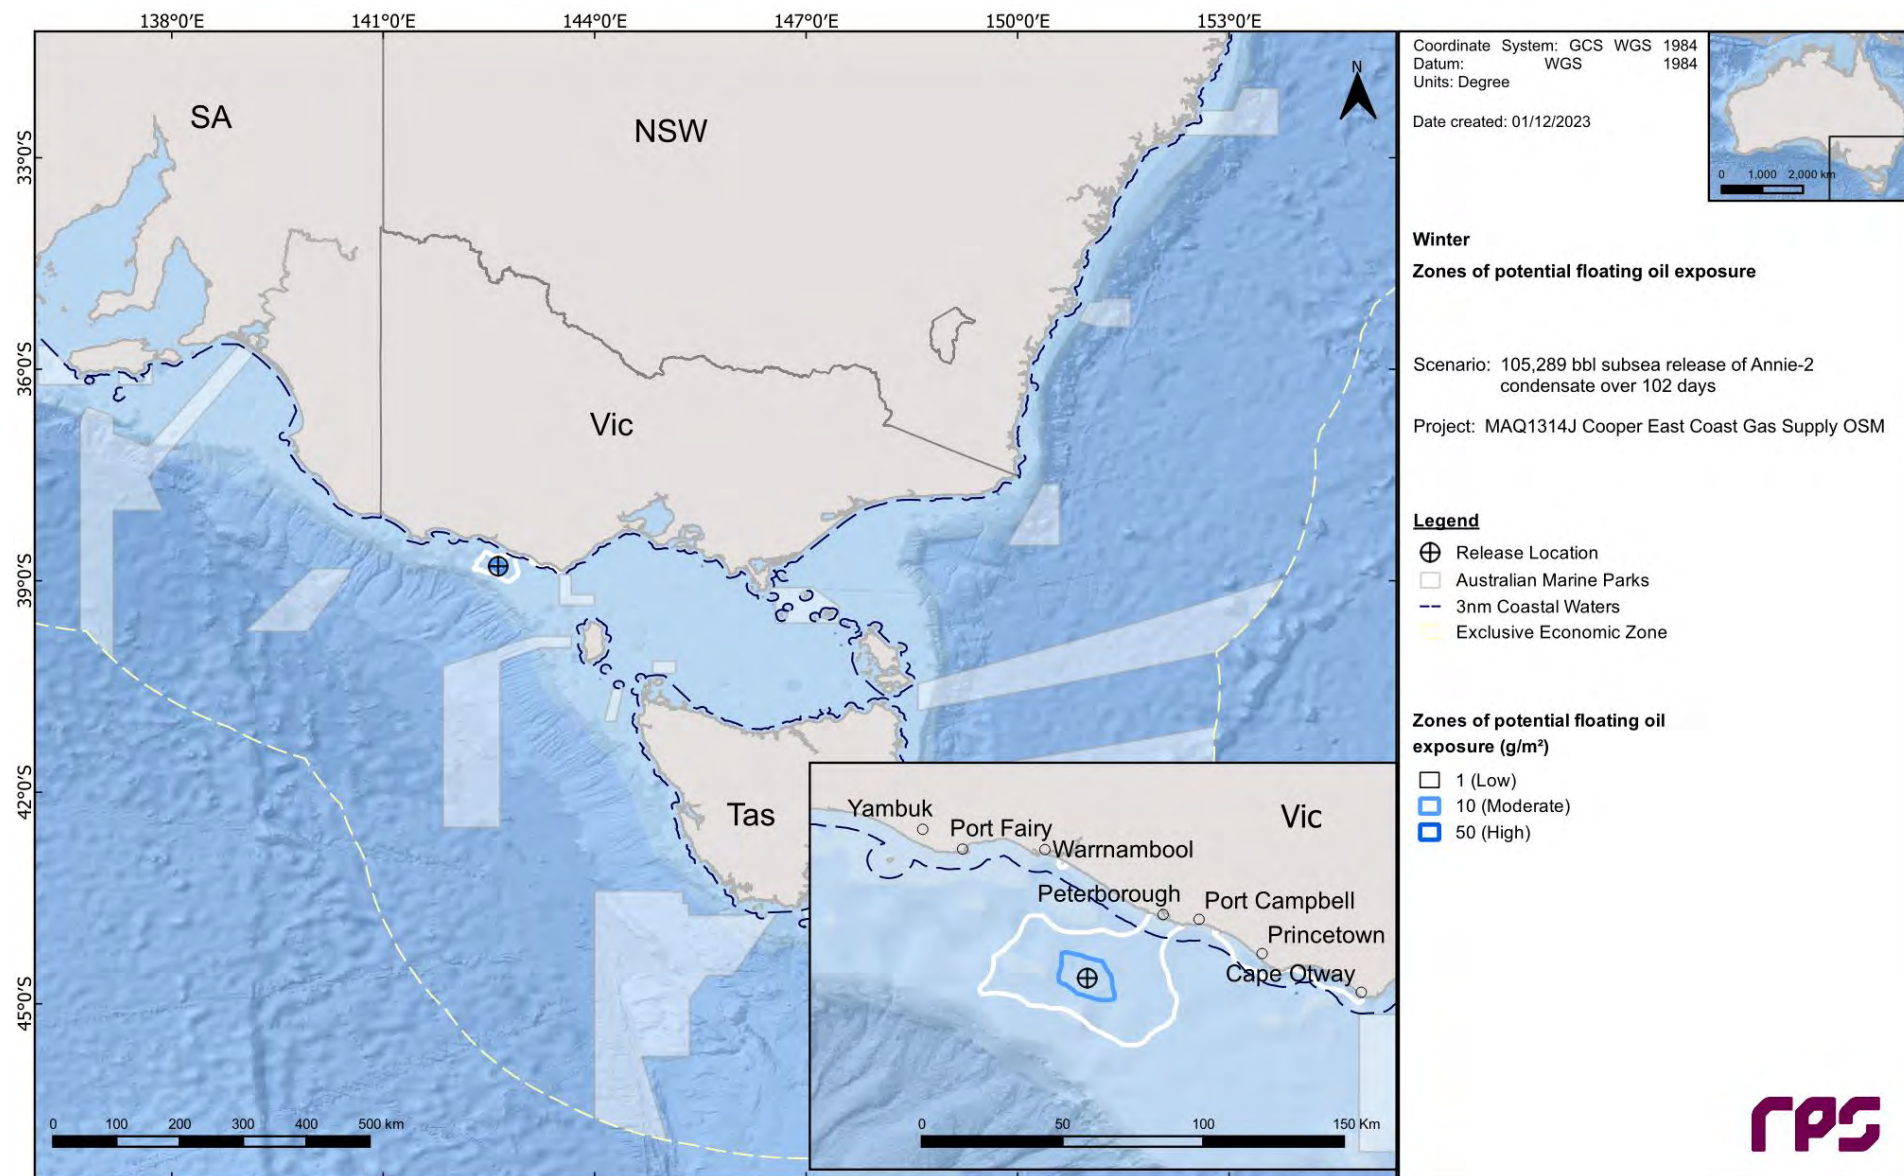 138°0'E 141°0'E 144°0'E 147°0'E 150°0'E 153°0'E
33°0'S
36°0'S
39°0'S
42°0'S
45°0'S
SA
NSW
Vic
Tas
N
0 100 200 300 400 500 km
Vic
Yambuk
Port Fairy
Warrnambool
Peterborough
Port Campbell
Princetown
Cape Otway
0 50 100 150 Km
Coordinate System: GCS WGS 1984
Datum: WGS 1984
Units: Degree
Date created: 01/12/2023
0 1,000 2,000 km
Winter
Zones of potential floating oil exposure
Scenario: 105,289 bbl subsea release of Annie-2
condensate over 102 days
Project: MAQ1314J Cooper East Coast Gas Supply OSM
Legend
Release Location
Australian Marine Parks
3nm Coastal Waters
Exclusive Economic Zone
Zones of potential floating oil
exposure (g/m²)
1 (Low)
10 (Moderate)
50 (High)
rps